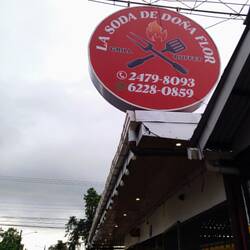 LA SODA DE DOÑA FLOR
GRILL BUFFET
2479-8093
6228-0859